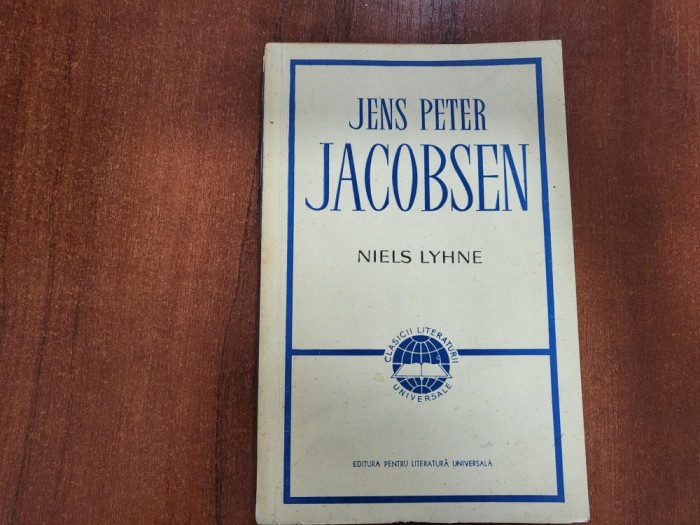 JENS PETER
JACOBSEN
NIELS LYHNE
CLASICII LITERATURII
UNIVERSALE
EDITURA PENTRU LITERATURĂ UNIVERSALĂ